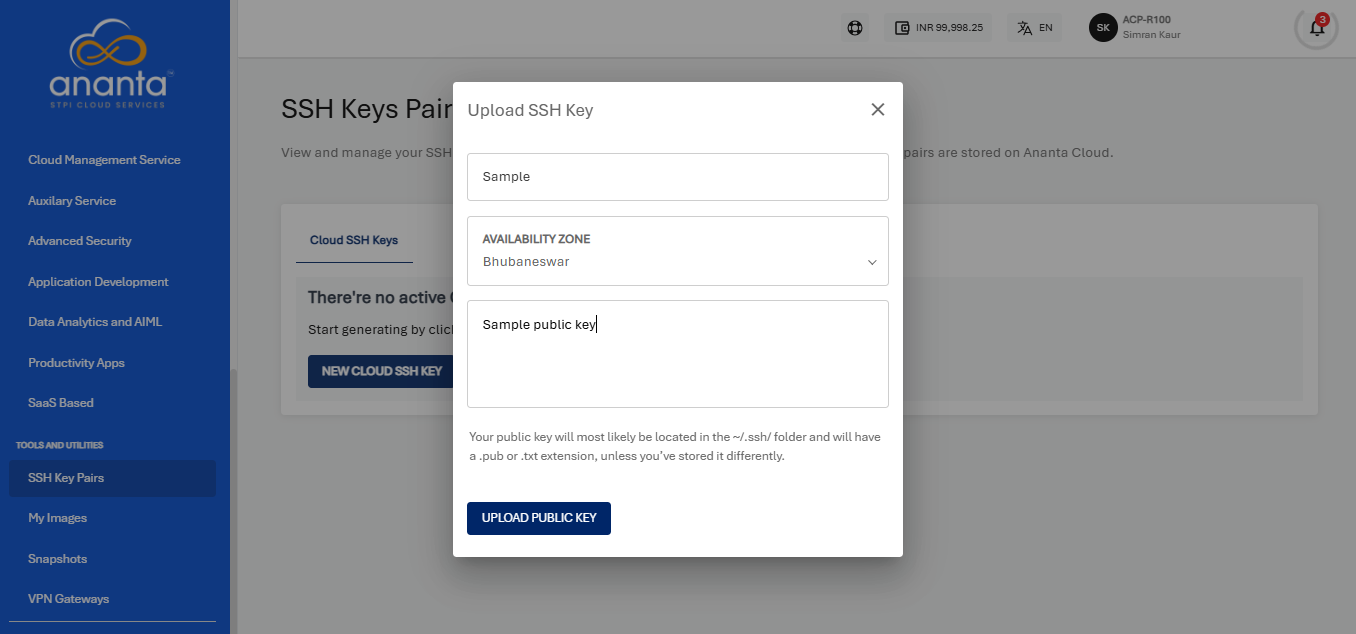 ananta
™
STPI CLOUD SERVICES
Cloud Management Service
Auxilary Service
Advanced Security
Application Development
Data Analytics and AIML
Productivity Apps
SaaS Based
TOOLS AND UTILITIES
SSH Key Pairs
My Images
Snapshots
VPN Gateways
INR 99,998.25
EN
SK
ACP-R100
Simran Kaur
3
SSH Keys Pair
View and manage your SSH
pairs are stored on Ananta Cloud.
Cloud SSH Keys
There're no active
Start generating by clic
NEW CLOUD SSH KEY
Upload SSH Key
Sample
AVAILABILITY ZONE
Bhubaneswar
Sample public key
Your public key will most likely be located in the ~/.ssh/ folder and will have
a .pub or .txt extension, unless you've stored it differently.
UPLOAD PUBLIC KEY